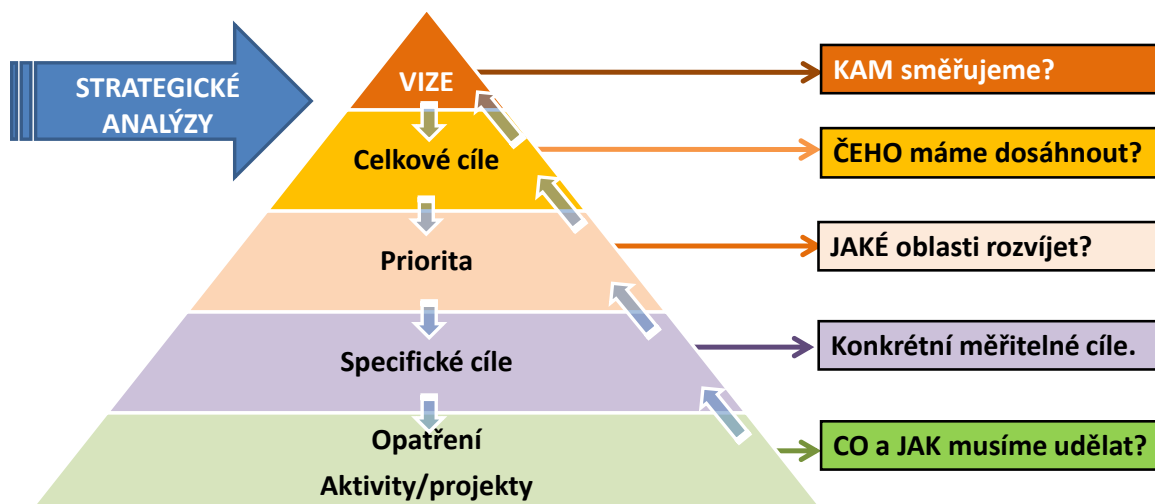 STRATEGICKÉ
ANALÝZY
VIZE
KAM směřujeme?
Celkové cíle
ČEHO máme dosáhnout?
Priorita
JAKÉ oblasti rozvíjet?
Specifické cíle
Konkrétní měřitelné cíle.
Opatření
Aktivity/projekty
CO a JAK musíme udělat?